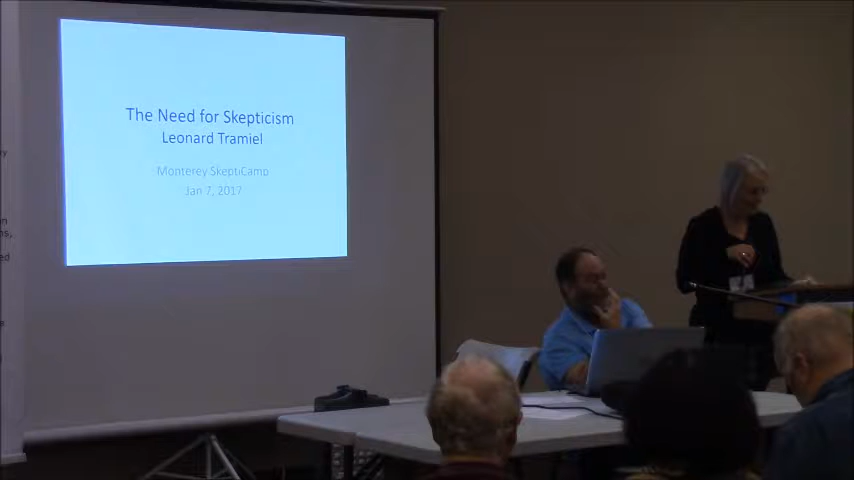 The Need for Skepticism
Leonard Tramiel
Monterey SkeptiCamp
Jan 7, 2017